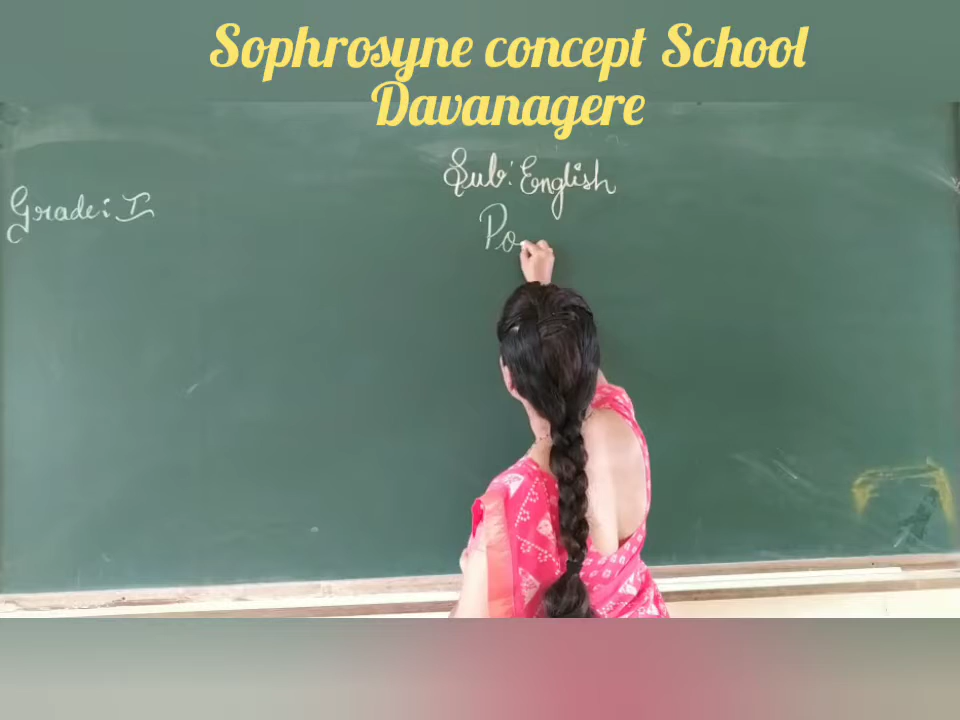 Sophrosyne concept School
Davanagere
Sub: English
Grade: I
Po